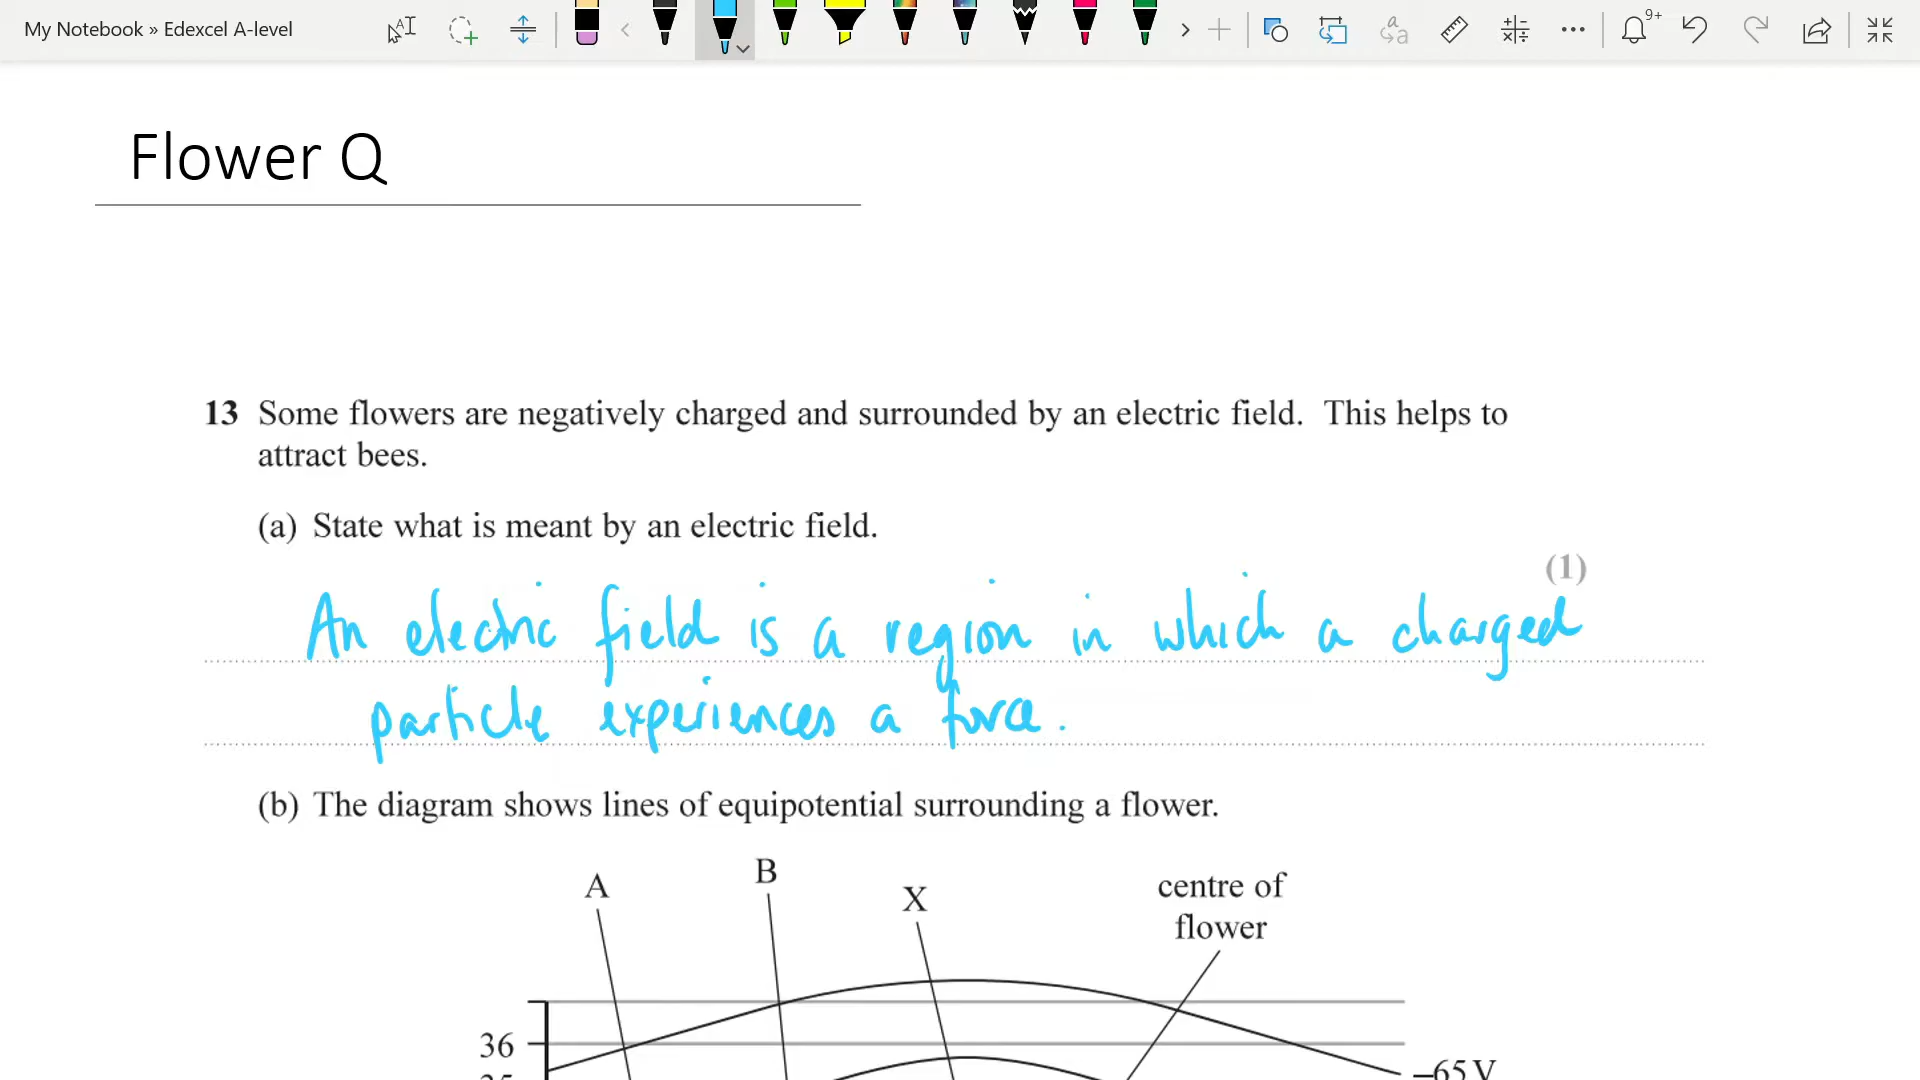 My Notebook » Edexcel A-level
9+
Flower Q
13 Some flowers are negatively charged and surrounded by an electric field. This helps to
attract bees.
(a) State what is meant by an electric field.
(1)
An electric field is a region in which a charged
particle experiences a force.
(b) The diagram shows lines of equipotential surrounding a flower.
A
B
X
centre of
flower
36
–65 V